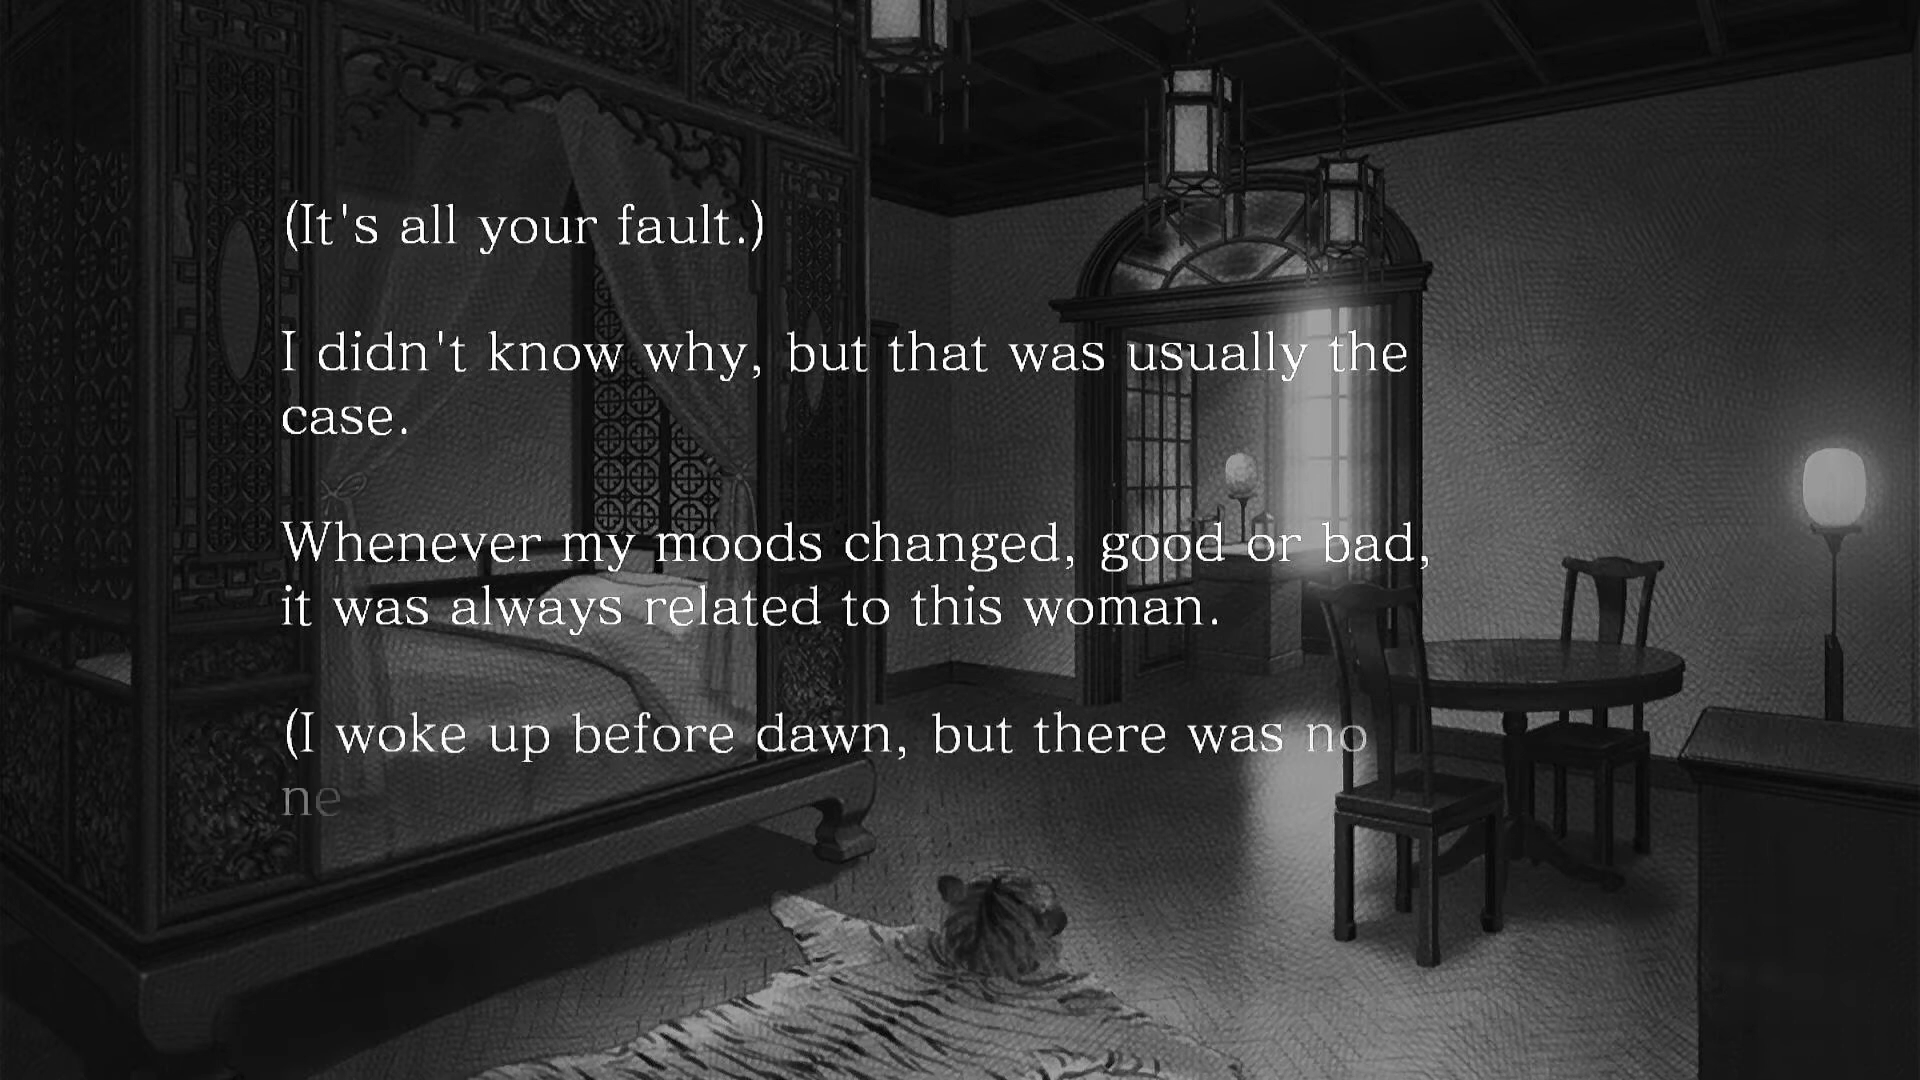 (It's all your fault.)
I didn't know why, but that was usually the
case.
Whenever my moods changed, good or bad,
it was always related to this woman.
(I woke up before dawn, but there was no
ne